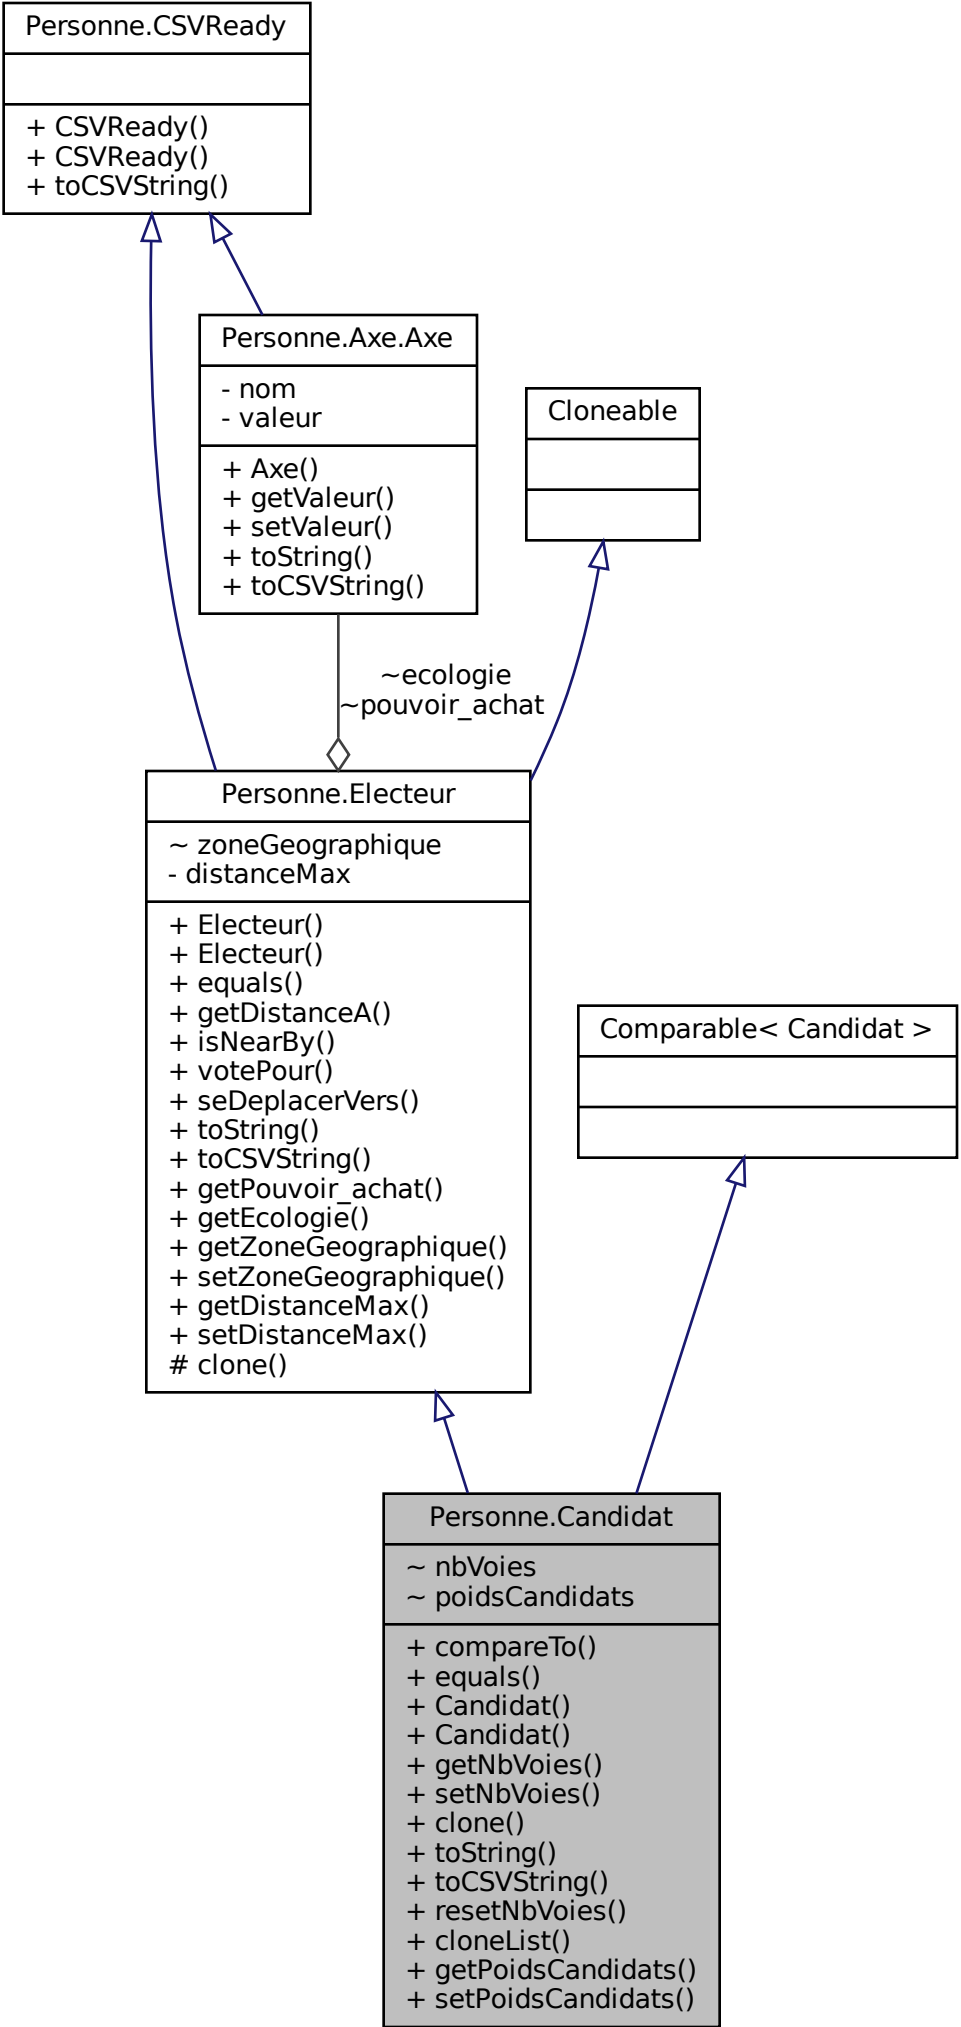 Personne.CSVReady
+ CSVReady()
+ CSVReady()
+ toCSVString()
Personne.Axe.Axe
- nom
- valeur
+ Axe()
+ getValeur()
+ setValeur()
+ toString()
+ toCSVString()
Cloneable
~ecologie
~pouvoir_achat
Personne.Electeur
~ zoneGeographique
- distanceMax
+ Electeur()
+ Electeur()
+ equals()
+ getDistanceA()
+ isNearBy()
+ votePour()
+ seDeplacerVers()
+ toString()
+ toCSVString()
+ getPouvoir_achat()
+ getEcologie()
+ getZoneGeographique()
+ setZoneGeographique()
+ getDistanceMax()
+ setDistanceMax()
# clone()
Comparable< Candidat >
Personne.Candidat
~ nbVoies
~ poidsCandidats
+ compareTo()
+ equals()
+ Candidat()
+ Candidat()
+ getNbVoies()
+ setNbVoies()
+ clone()
+ toString()
+ toCSVString()
+ resetNbVoies()
+ cloneList()
+ getPoidsCandidats()
+ setPoidsCandidats()